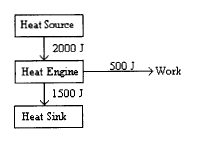 Heat Source
2000 J
Heat Engine
500 J
Work
1500 J
Heat Sink